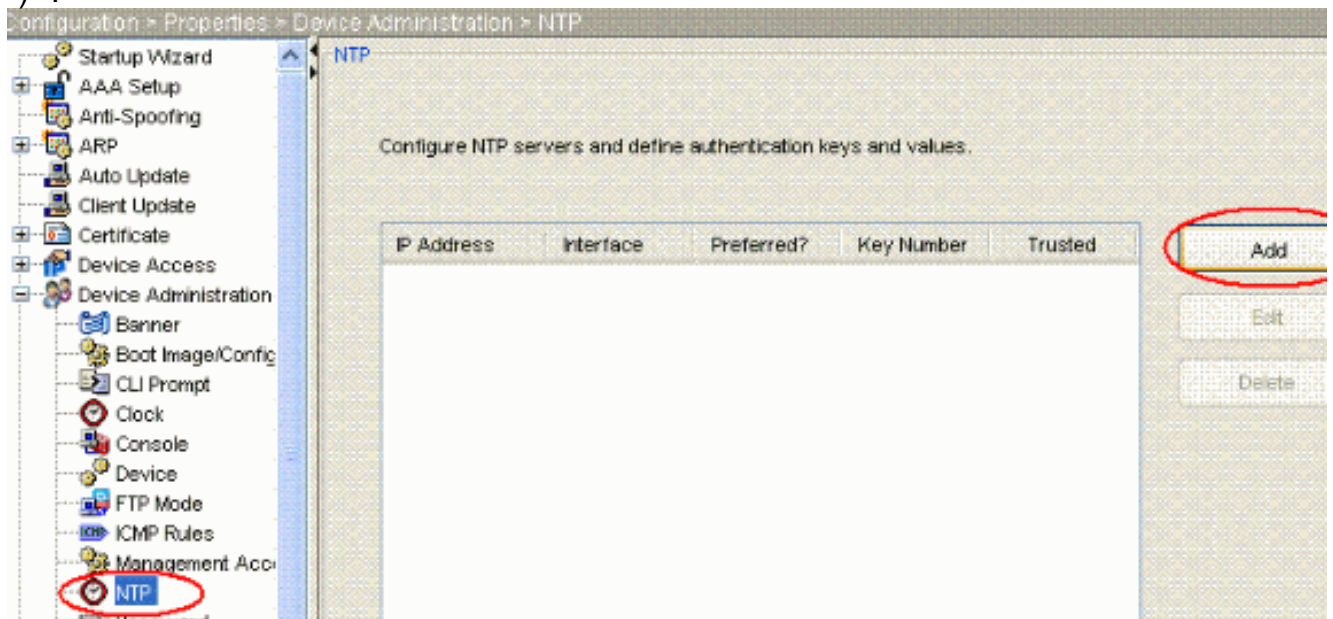 Configuration > Properties > Device Administration > NTP
Startup Wizard
AAA Setup
Anti-Spoofing
ARP
Auto Update
Client Update
Certificate
Device Access
Device Administration
Banner
Boot Image/Config
CLI Prompt
Clock
Console
Device
FTP Mode
ICMP Rules
Management Acc
NTP
NTP
Configure NTP servers and define authentication keys and values.
IP Address Interface Preferred? Key Number Trusted
Add
Edit
Delete